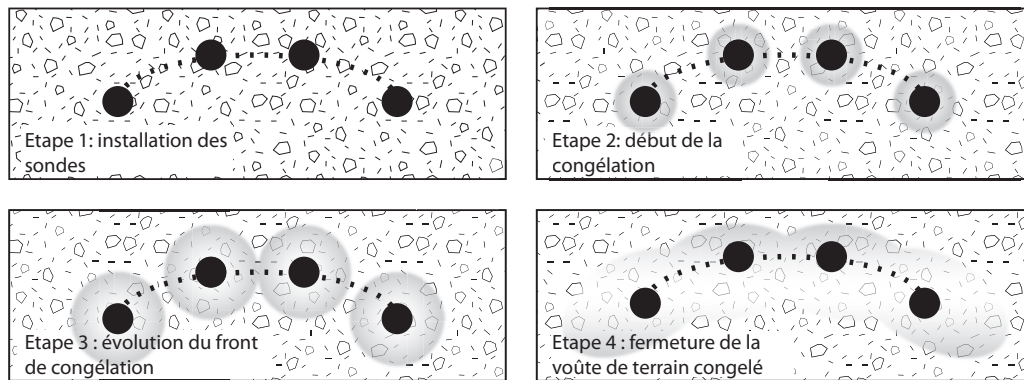 Etape 1: installation des
sondes
Etape 2: début de la
congélation
Etape 3 : évolution du front
de congélation
Etape 4 : fermeture de la
voûte de terrain congelé